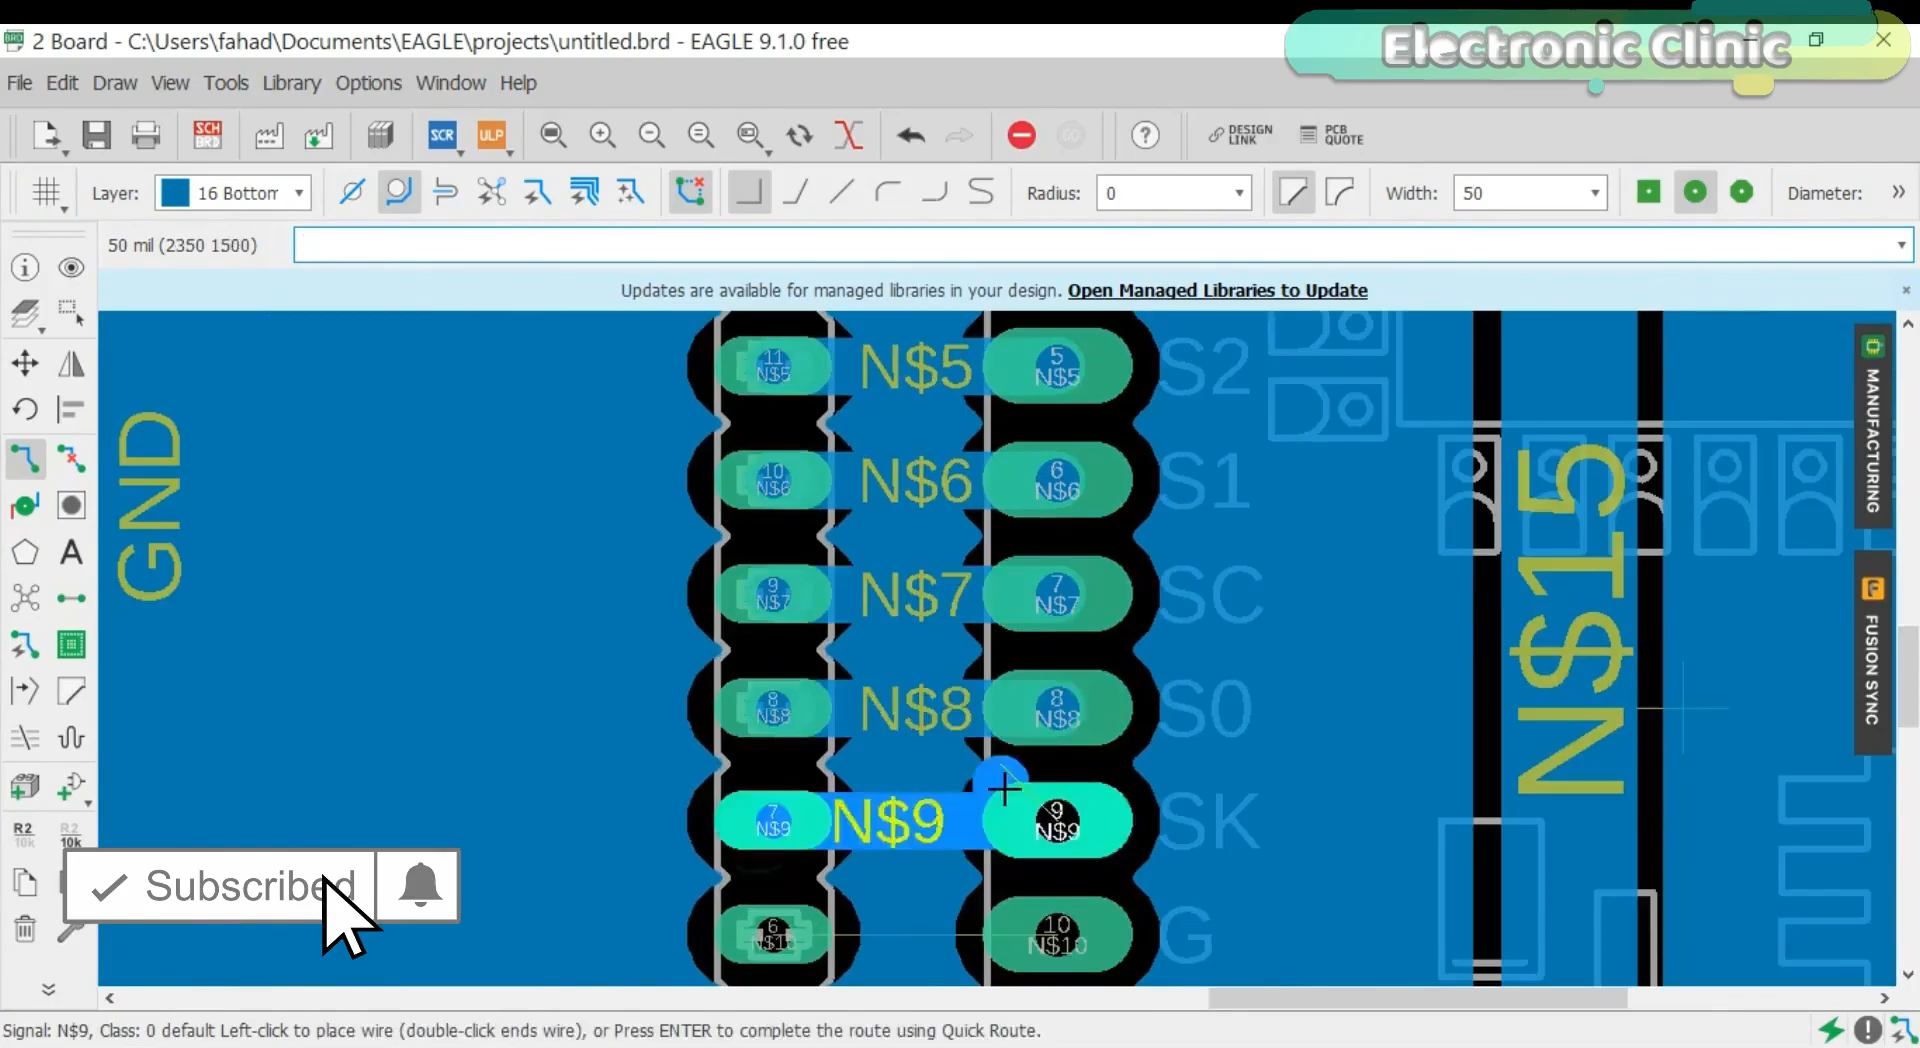 Electronic Clinic
2 Board - C:\Users\fahad\Documents\EAGLE\projects\untitled.brd - EAGLE 9.1.0 free
File Edit Draw View Tools Library Options Window Help
SCH BRD SCR ULP GO ? DESIGN LINK PCB QUOTE
Layer: 16 Bottom Radius: 0 Width: 50 Diameter:
50 mil (2350 1500)
Updates are available for managed libraries in your design. Open Managed Libraries to Update
11 N$5 N$5 5 N$5 S2
10 N$6 N$6 6 N$6 S1
9 N$7 N$7 7 N$7 SC
8 N$8 N$8 8 N$8 S0
7 N$9 N$9 9 N$9 SK
6 N$10 10 N$10 G
GND
N$15
MANUFACTURING
FUSION SYNC
R2 10k R2 10k
Subscribed
Signal: N$9, Class: 0 default Left-click to place wire (double-click ends wire), or Press ENTER to complete the route using Quick Route.